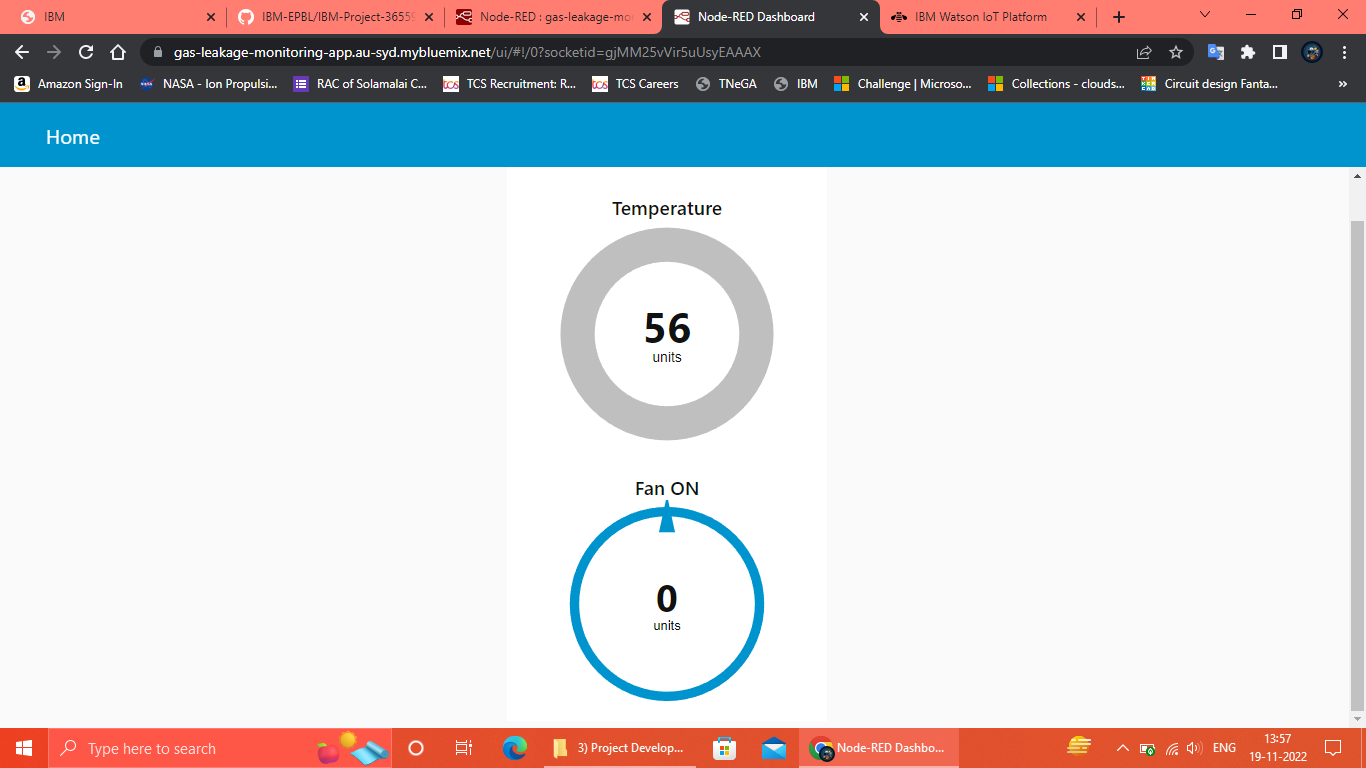 IBM
IBM-EPBL/IBM-Project-36559
Node-RED : gas-leakage-mon
Node-RED Dashboard
IBM Watson IoT Platform
gas-leakage-monitoring-app.au-syd.mybluemix.net/ui/#!/0?socketid=gjMM25vVir5uUsyEAAAX
Amazon Sign-In
NASA - Ion Propulsi...
RAC of Solamalai C...
TCS Recruitment: R...
TCS Careers
TNeGA
IBM
Challenge | Microso...
Collections - clouds...
Circuit design Fanta...
»
Home
Temperature
56
units
Fan ON
0
units
Type here to search
3) Project Develop...
Node-RED Dashbo...
ENG
13:57
19-11-2022